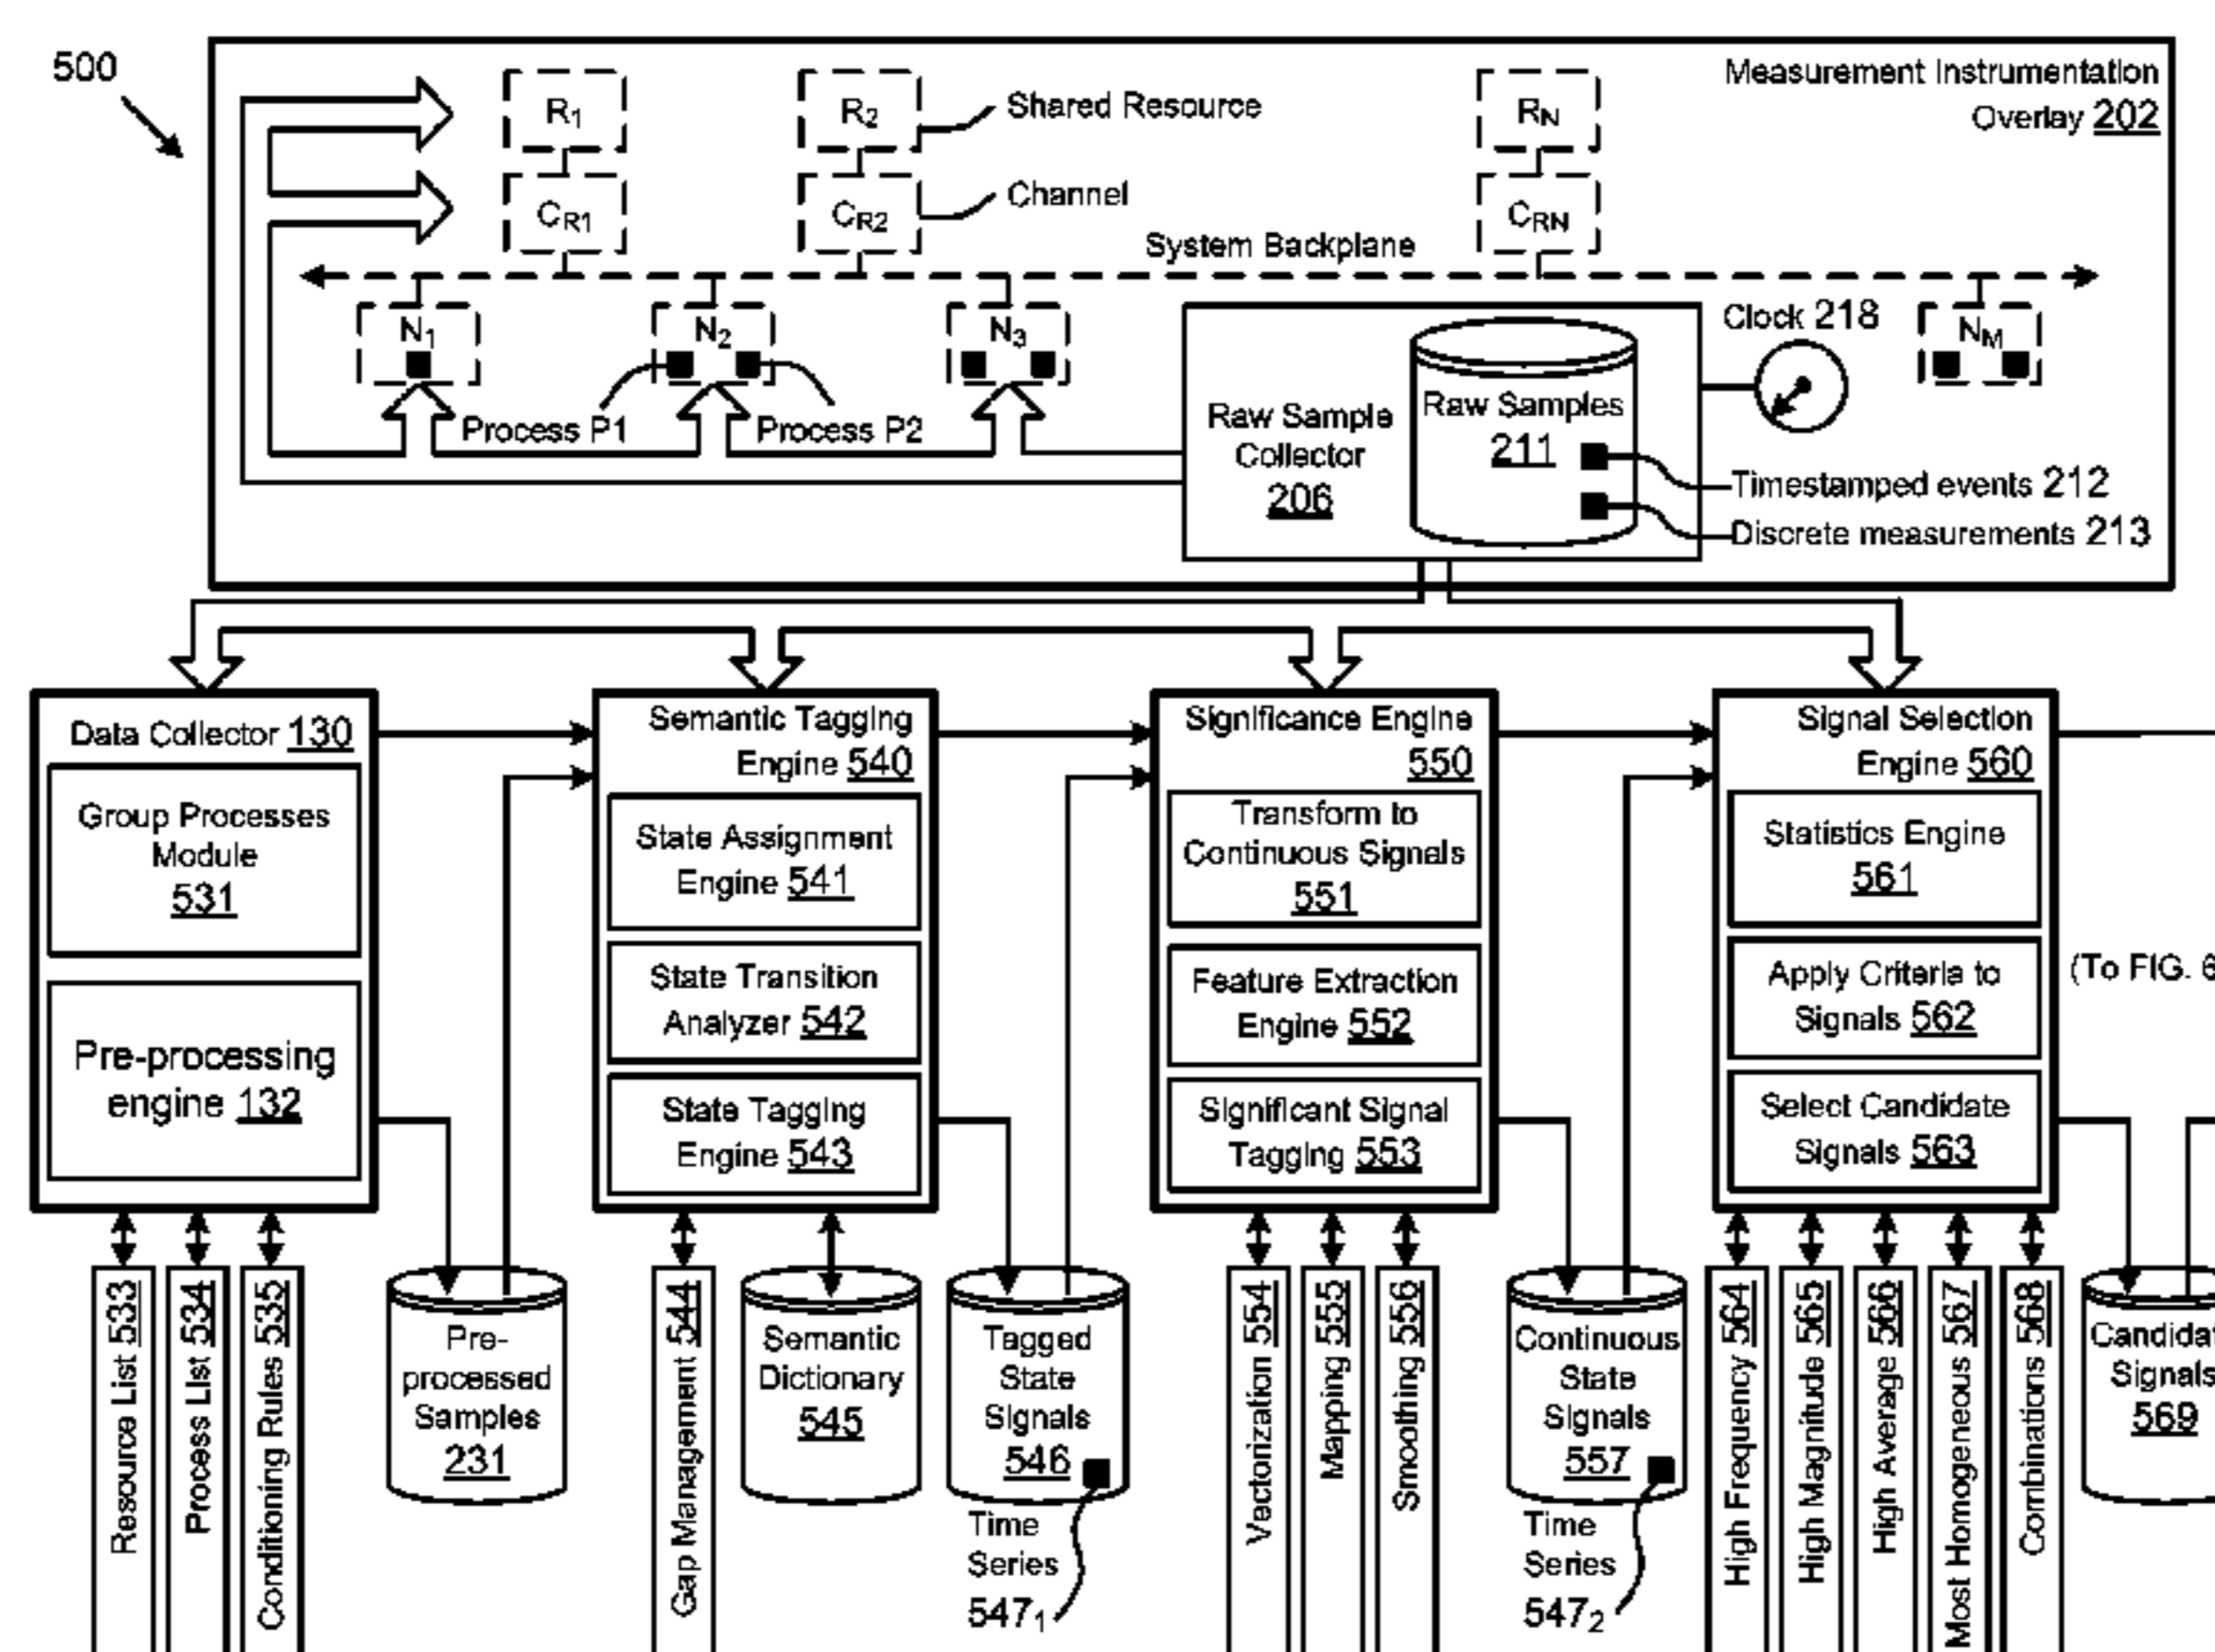 500
Measurement Instrumentation
Overlay 202
R1
R2
Shared Resource
RN
CR1
CR2
Channel
CRN
System Backplane
N1
N2
N3
NM
Clock 218
Process P1
Process P2
Raw Sample
Collector
206
Raw Samples
211
Timestamped events 212
Discrete measurements 213
Data Collector 130
Group Processes
Module
531
Pre-processing
engine 132
Semantic Tagging
Engine 540
State Assignment
Engine 541
State Transition
Analyzer 542
State Tagging
Engine 543
Significance Engine
550
Transform to
Continuous Signals
551
Feature Extraction
Engine 552
Significant Signal
Tagging 553
Signal Selection
Engine 560
Statistics Engine
561
Apply Criteria to
Signals 562
Select Candidate
Signals 563
(To FIG. 6
Resource List 533
Process List 534
Conditioning Rules 535
Pre-
processed
Samples
231
Gap Management 544
Semantic
Dictionary
545
Tagged
State
Signals
546
Time
Series
5471
Vectorization 554
Mapping 555
Smoothing 556
Continuous
State
Signals
557
Time
Series
5472
High Frequency 564
High Magnitude 565
High Average 566
Most Homogeneous 567
Combinations 568
Candidat
Signals
569